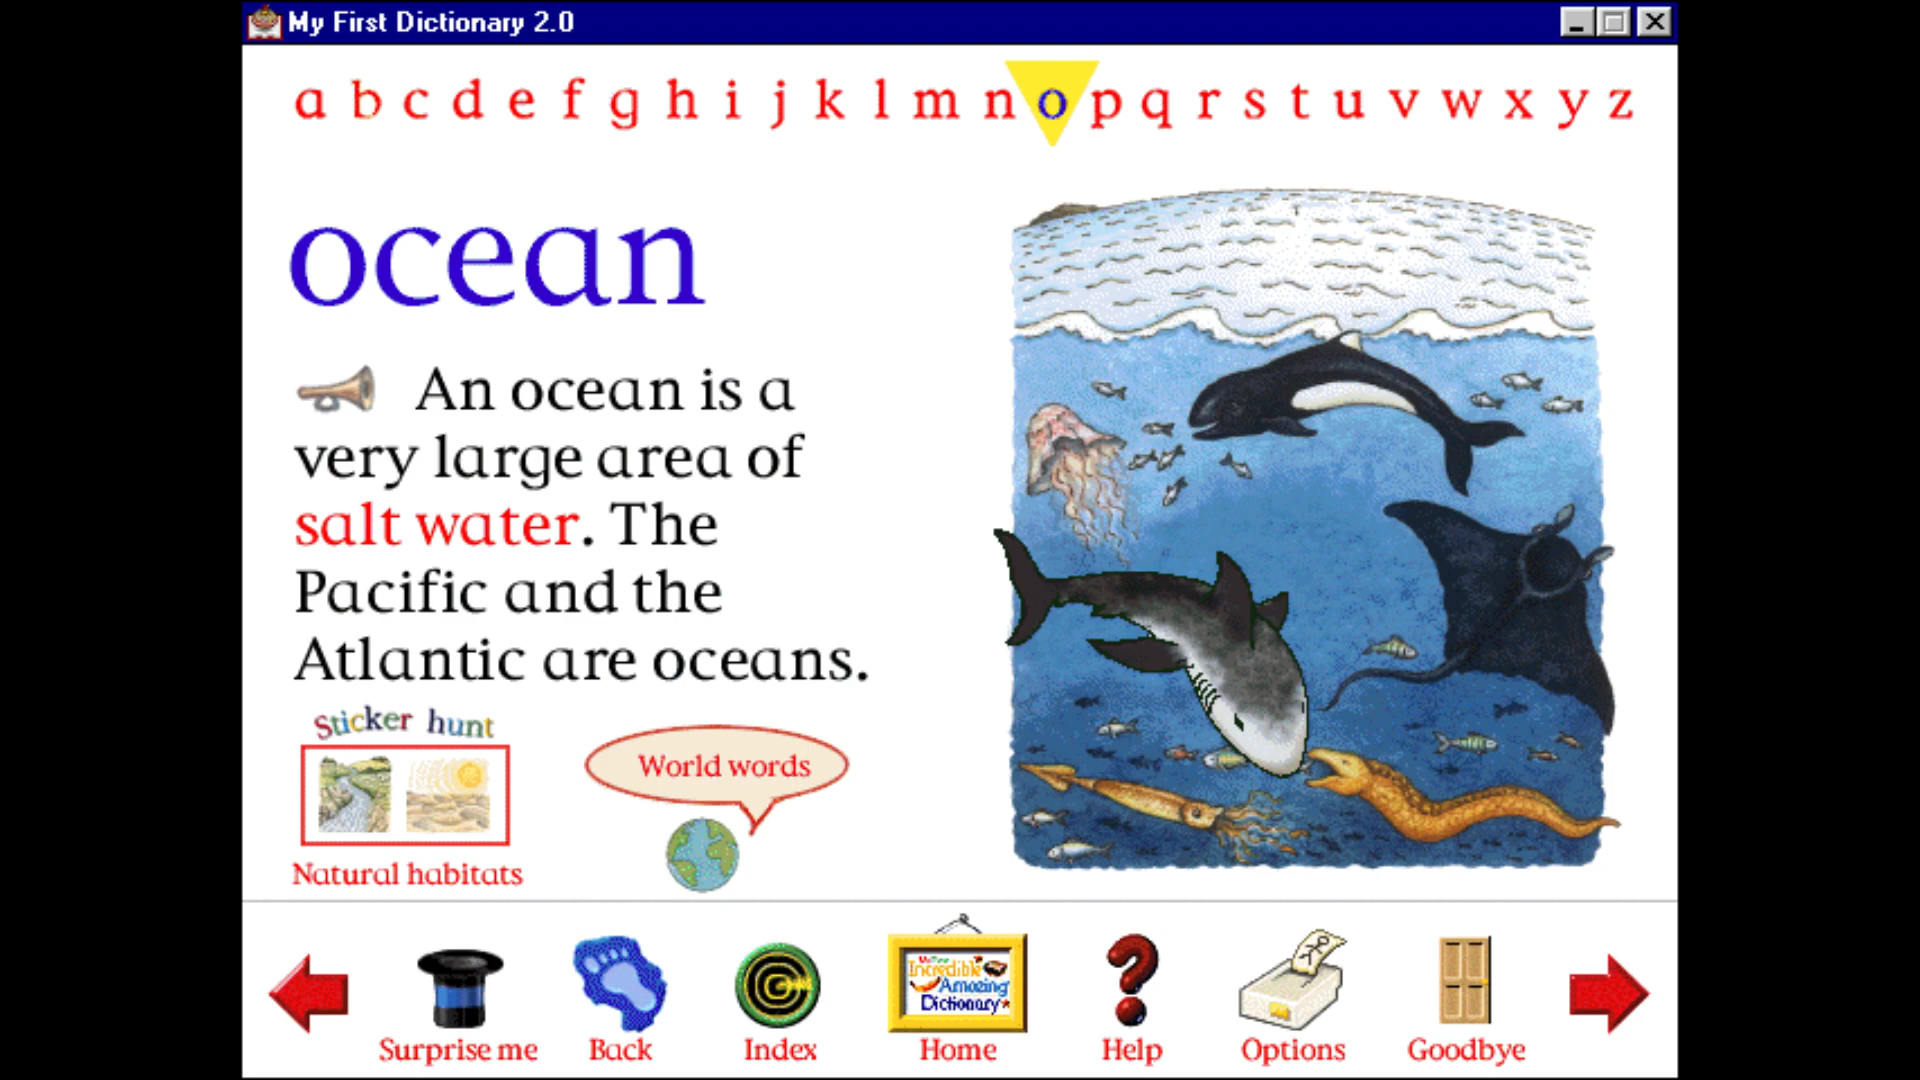 My First Dictionary 2.0
a b c d e f g h i j k l m n o p q r s t u v w x y z
ocean
An ocean is a
very large area of
salt water. The
Pacific and the
Atlantic are oceans.
Sticker hunt
World words
Natural habitats
My First
Incredible
Amazing
Dictionary
Surprise me
Back
Index
Home
Help
Options
Goodbye